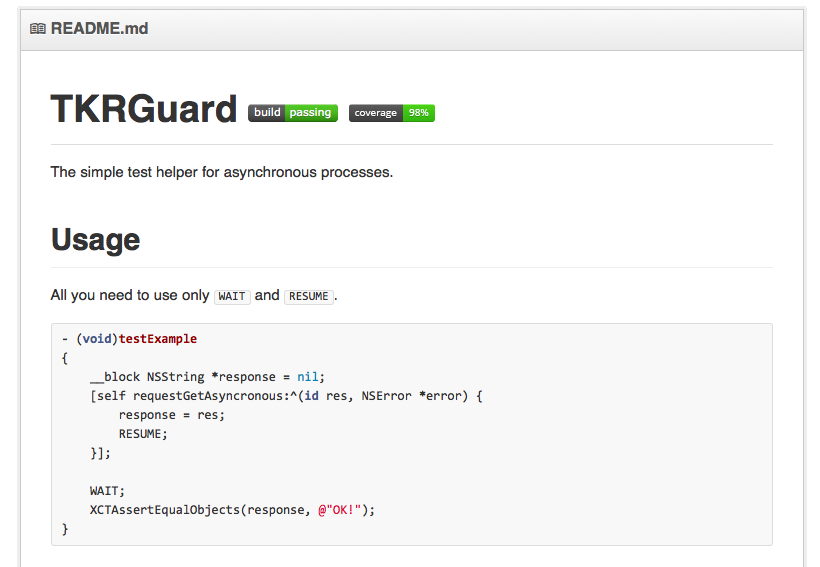 README.md
TKRGuard build passing coverage 98%
The simple test helper for asynchronous processes.
Usage
All you need to use only WAIT and RESUME.
- (void)testExample
{
    __block NSString *response = nil;
    [self requestGetAsyncronous:^(id res, NSError *error) {
        response = res;
        RESUME;
    }];
    WAIT;
    XCTAssertEqualObjects(response, @"OK!");
}